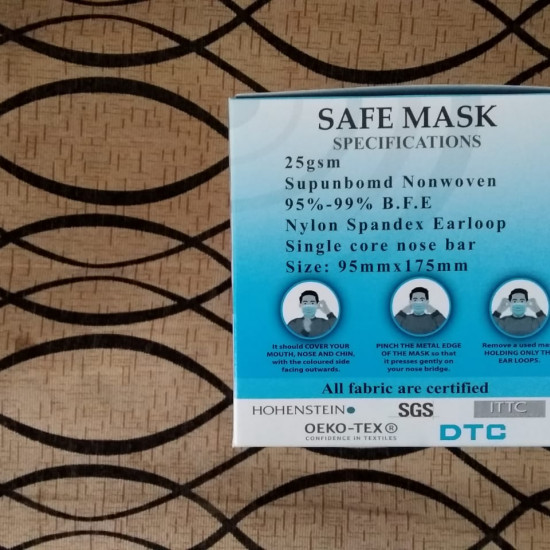 SAFE MASK
SPECIFICATIONS
25gsm
Supunbomd Nonwoven
95%-99% B.F.E
Nylon Spandex Earloop
Single core nose bar
Size: 95mmx175mm
It should COVER YOUR
MOUTH, NOSE AND CHIN,
with the coloured side
facing outwards.
PINCH THE METAL EDGE
OF THE MASK so that
it presses gently on
your nose bridge.
Remove a used
HOLDING ONLY
EAR LOOPS.
All fabric are certified
HOHENSTEIN SGS ITTC
OEKO-TEX® DTC
CONFIDENCE IN TEXTILES